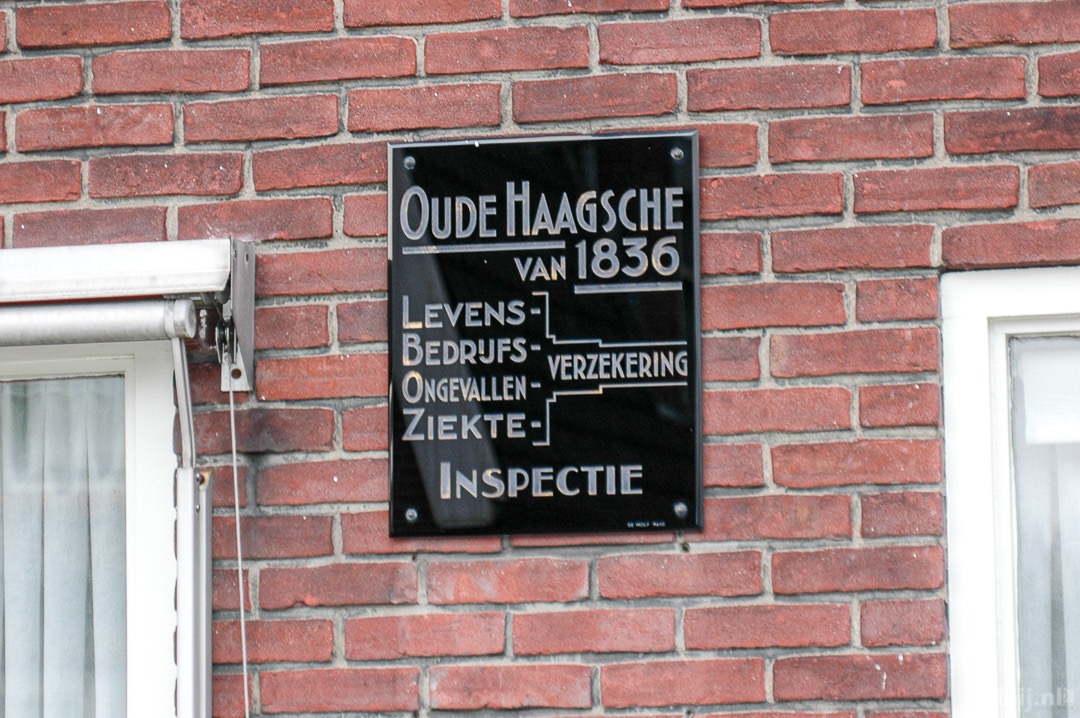 OUDE HAAGSCHE
VAN 1836
LEVENS-
BEDRIJFS-
VERZEKERING
ONGEVALLEN-
ZIEKTE-
INSPECTIE